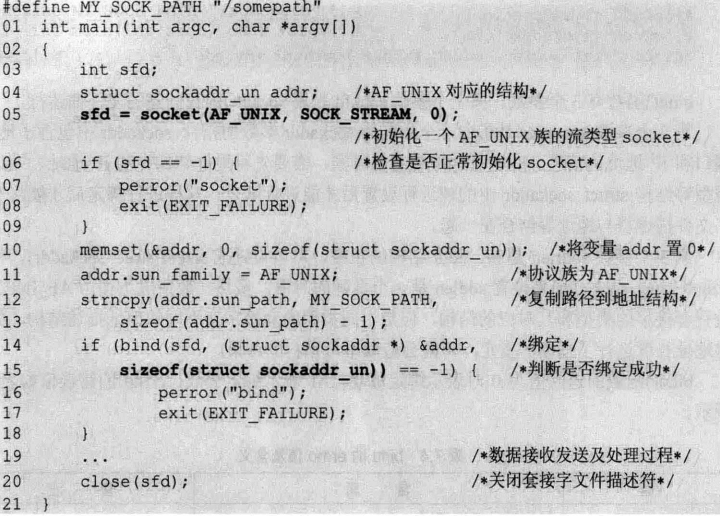 #define MY_SOCK_PATH "/somepath"
01 int main(int argc, char *argv[])
02 {
03 int sfd;
04 struct sockaddr_un addr; /*AF_UNIX 对应的结构*/
05 sfd = socket(AF_UNIX, SOCK_STREAM, 0);
/*初始化一个 AF_UNIX 族的流类型 socket*/
06 if (sfd == -1) { /*检查是否正常初始化 socket*/
07 perror("socket");
08 exit(EXIT_FAILURE);
09 }
10 memset(&addr, 0, sizeof(struct sockaddr_un)); /*将变量 addr 置 0*/
11 addr.sun_family = AF_UNIX; /*协议族为 AF_UNIX*/
12 strncpy(addr.sun_path, MY_SOCK_PATH, /*复制路径到地址结构*/
13 sizeof(addr.sun_path) - 1);
14 if (bind(sfd, (struct sockaddr *) &addr, /*绑定*/
15 sizeof(struct sockaddr_un)) == -1) { /*判断是否绑定成功*/
16 perror("bind");
17 exit(EXIT_FAILURE);
18 }
19 ... /*数据接收发送及处理过程*/
20 close(sfd); /*关闭套接字文件描述符*/
21 }